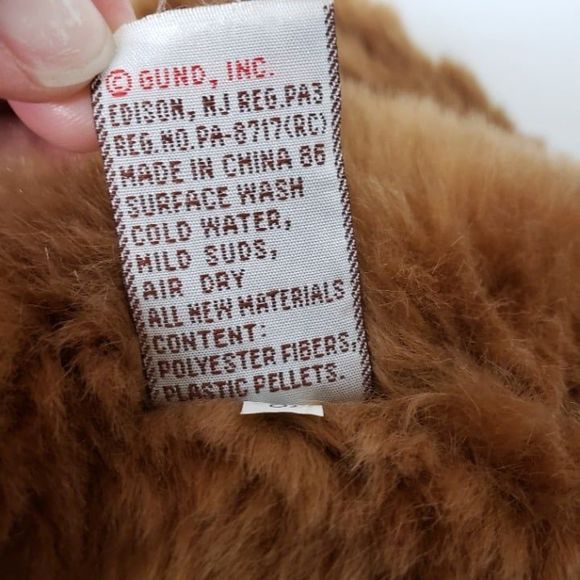 © GUND, INC.
EDISON, NJ REG.PA3
REG.NO.PA-8717(RC)
MADE IN CHINA 86
SURFACE WASH
COLD WATER,
MILD SUDS,
AIR DRY
ALL NEW MATERIALS
CONTENT:
POLYESTER FIBERS,
PLASTIC PELLETS.